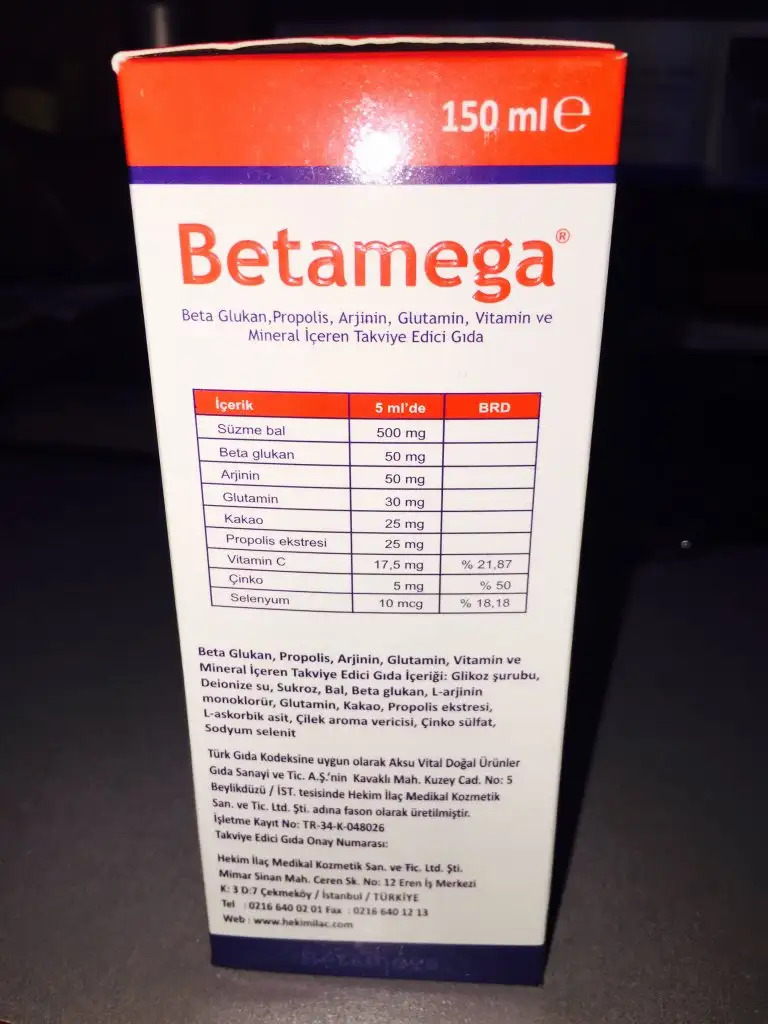 150 ml e
Betamega®
Beta Glukan,Propolis, Arjinin, Glutamin, Vitamin ve
Mineral İçeren Takviye Edici Gıda
İçerik 5 ml'de BRD
Süzme bal 500 mg
Beta glukan 50 mg
Arjinin 50 mg
Glutamin 30 mg
Kakao 25 mg
Propolis ekstresi 25 mg
Vitamin C 17,5 mg % 21,87
Çinko 5 mg % 50
Selenyum 10 mcg % 18,18
Beta Glukan, Propolis, Arjinin, Glutamin, Vitamin ve
Mineral İçeren Takviye Edici Gıda İçeriği: Glikoz şurubu,
Deionize su, Sukroz, Bal, Beta glukan, L-arjinin
monoklorür, Glutamin, Kakao, Propolis ekstresi,
L-askorbik asit, Çilek aroma vericisi, Çinko sülfat,
Sodyum selenit
Türk Gıda Kodeksine uygun olarak Aksu Vital Doğal Ürünler
Gıda Sanayi ve Tic. A.Ş.'nin Kavaklı Mah. Kuzey Cad. No: 5
Beylikdüzü / İST. tesisinde Hekim İlaç Medikal Kozmetik
San. ve Tic. Ltd. Şti. adına fason olarak üretilmiştir.
İşletme Kayıt No: TR-34-K-048026
Takviye Edici Gıda Onay Numarası:
Hekim İlaç Medikal Kozmetik San. ve Tic. Ltd. Şti.
Mimar Sinan Mah. Ceren Sk. No: 12 Eren İş Merkezi
K: 3 D:7 Çekmeköy / İstanbul / TÜRKİYE
Tel : 0216 640 02 01 Fax : 0216 640 12 13
Web : www.hekimilac.com